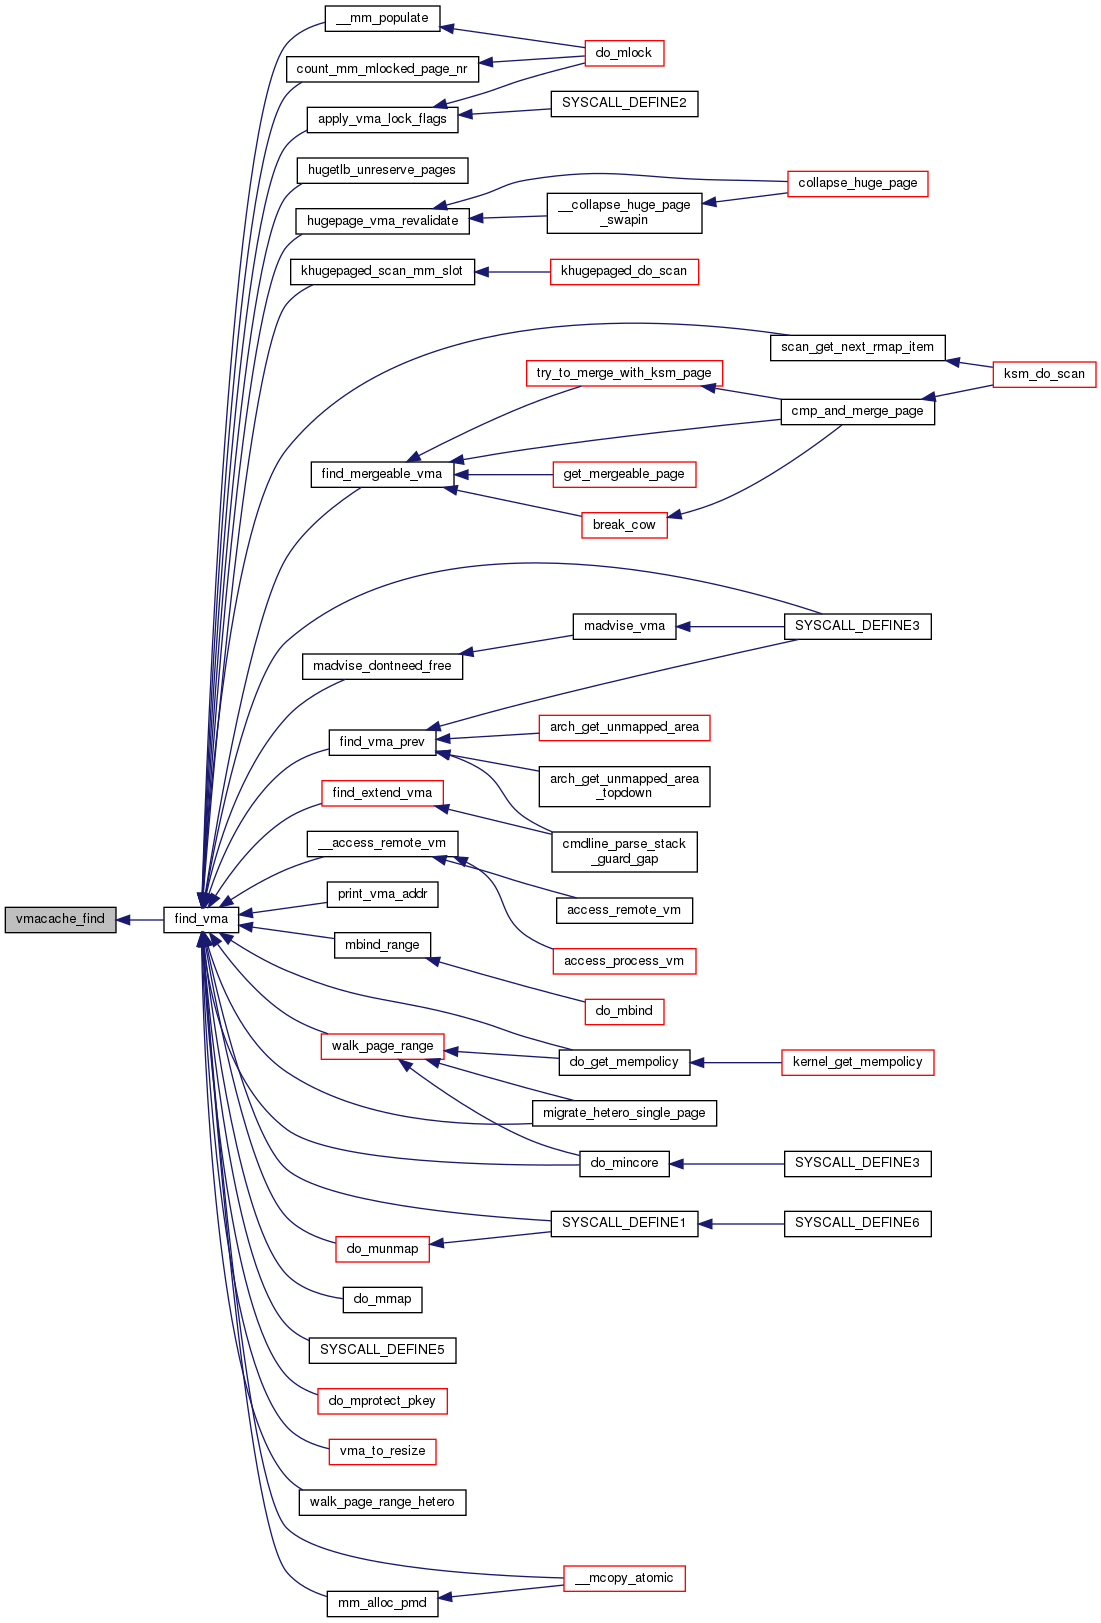 __mm_populate
do_mlock
count_mm_mlocked_page_nr
SYSCALL_DEFINE2
apply_vma_lock_flags
hugetlb_unreserve_pages
collapse_huge_page
__collapse_huge_page
_swapin
hugepage_vma_revalidate
khugepaged_scan_mm_slot
khugepaged_do_scan
scan_get_next_rmap_item
try_to_merge_with_ksm_page
ksm_do_scan
cmp_and_merge_page
find_mergeable_vma
get_mergeable_page
break_cow
madvise_vma
SYSCALL_DEFINE3
madvise_dontneed_free
arch_get_unmapped_area
find_vma_prev
arch_get_unmapped_area
_topdown
find_extend_vma
cmdline_parse_stack
_guard_gap
__access_remote_vm
print_vma_addr
access_remote_vm
vmacache_find
find_vma
mbind_range
access_process_vm
do_mbind
walk_page_range
do_get_mempolicy
kernel_get_mempolicy
migrate_hetero_single_page
do_mincore
SYSCALL_DEFINE3
SYSCALL_DEFINE1
SYSCALL_DEFINE6
do_munmap
do_mmap
SYSCALL_DEFINE5
do_mprotect_pkey
vma_to_resize
walk_page_range_hetero
__mcopy_atomic
mm_alloc_pmd